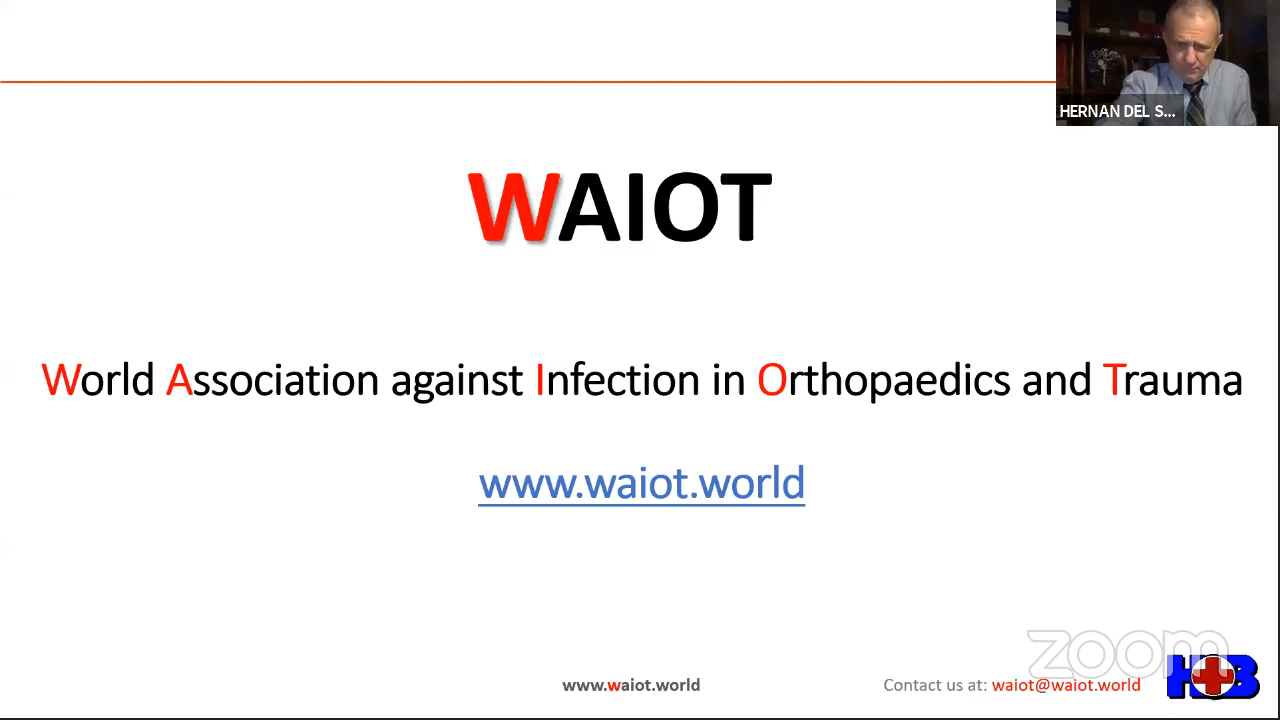 HERNAN DEL S...
WAIOT
World Association against Infection in Orthopaedics and Trauma
www.waiot.world
zoom
www.waiot.world
Contact us at: waiot@waiot.world
H B